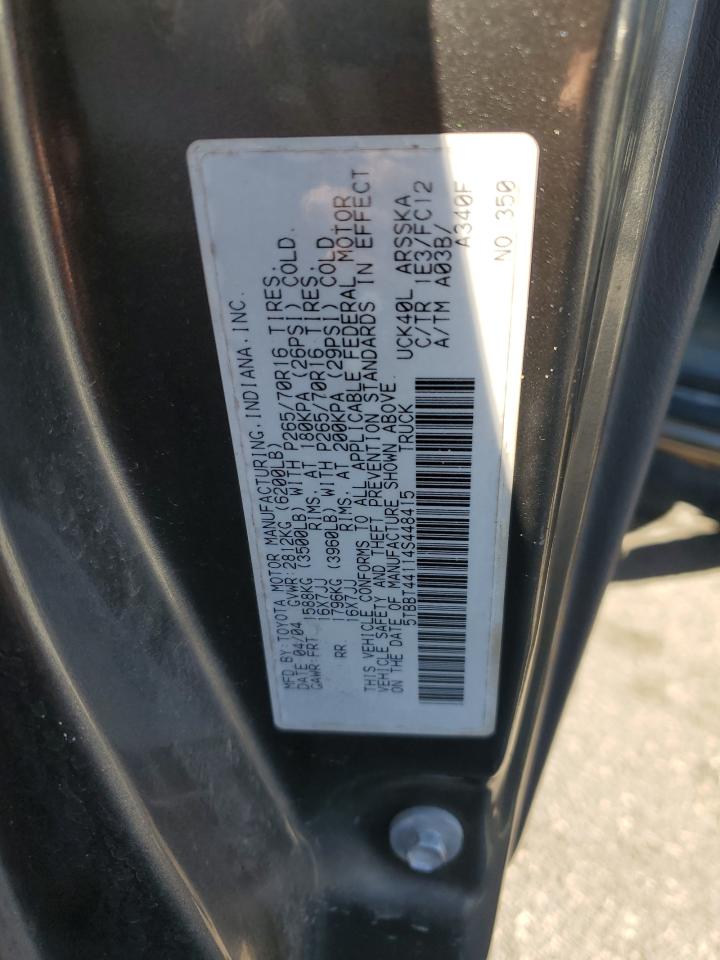 MFD.BY:TOYOTA MOTOR MANUFACTURING,INDIANA,INC.
DATE 04/04 GVWR:2812KG (6200LB)
GAWR:FRT. 1588KG (3500LB) WITH P265/70R16 TIRES.
16X7JJ RIMS. AT 180KPA (26PSI) COLD.
RR. 1796KG (3960LB) WITH P265/70R16 TIRES.
16X7JJ RIMS. AT 200KPA (29PSI) COLD
THIS VEHICLE CONFORMS TO ALL APPLICABLE FEDERAL MOTOR
VEHICLE SAFETY AND THEFT PREVENTION STANDARDS IN EFFECT
ON THE DATE OF MANUFACTURE SHOWN ABOVE.
5TBBT44114S448415 TRUCK
UCK40L ARSSKA
C/TR 1E3/FC12
A/TM A03B/
A340F
NO 350